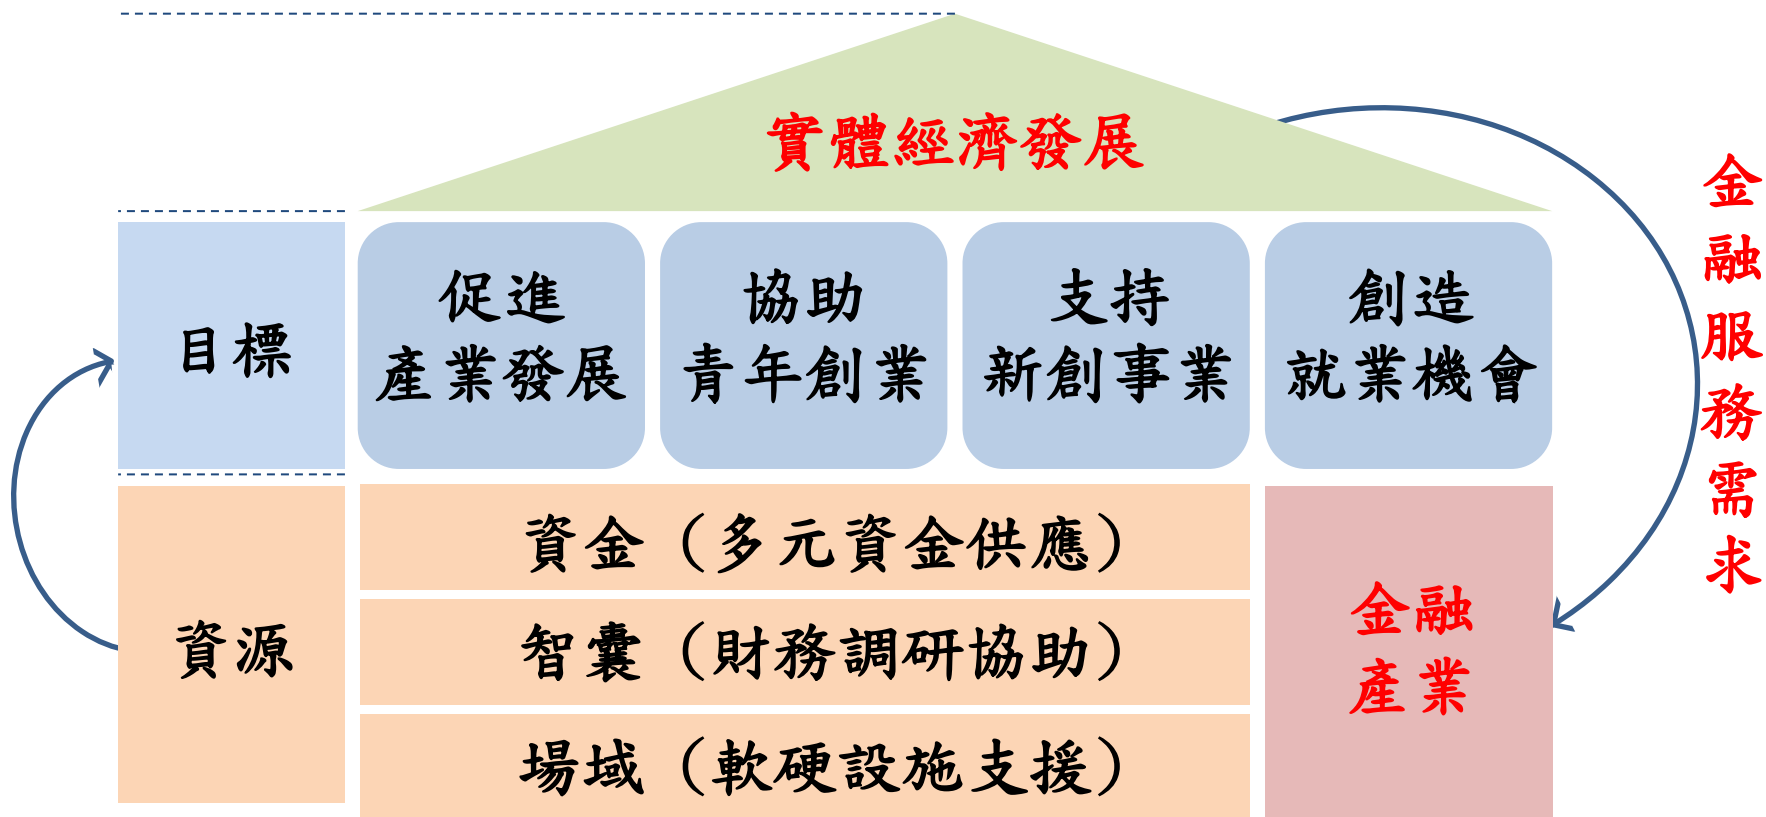 實體經濟發展
目標
促進
產業發展
協助
青年創業
支持
新創事業
創造
就業機會
資源
資金（多元資金供應）
智囊（財務調研協助）
場域（軟硬設施支援）
金融
產業
金融服務需求